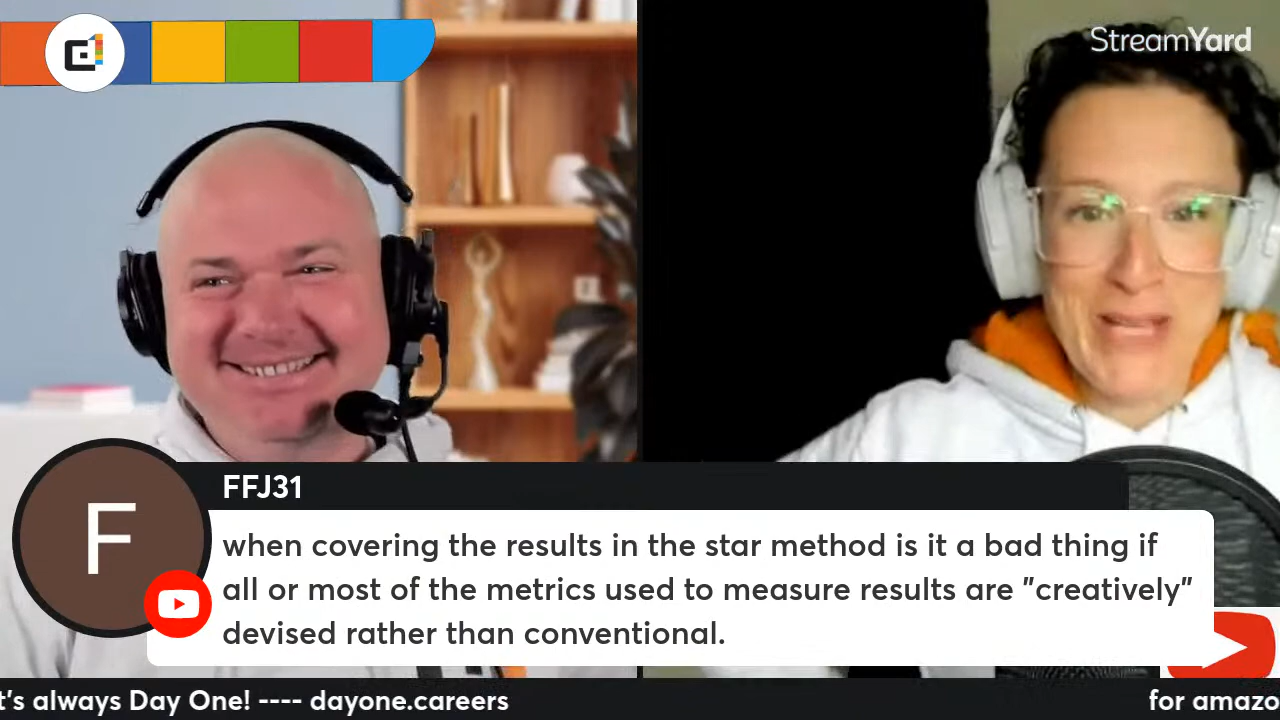 StreamYard
FFJ31
F
when covering the results in the star method is it a bad thing if
all or most of the metrics used to measure results are "creatively"
devised rather than conventional.
t's always Day One! ---- dayone.careers
for amazo